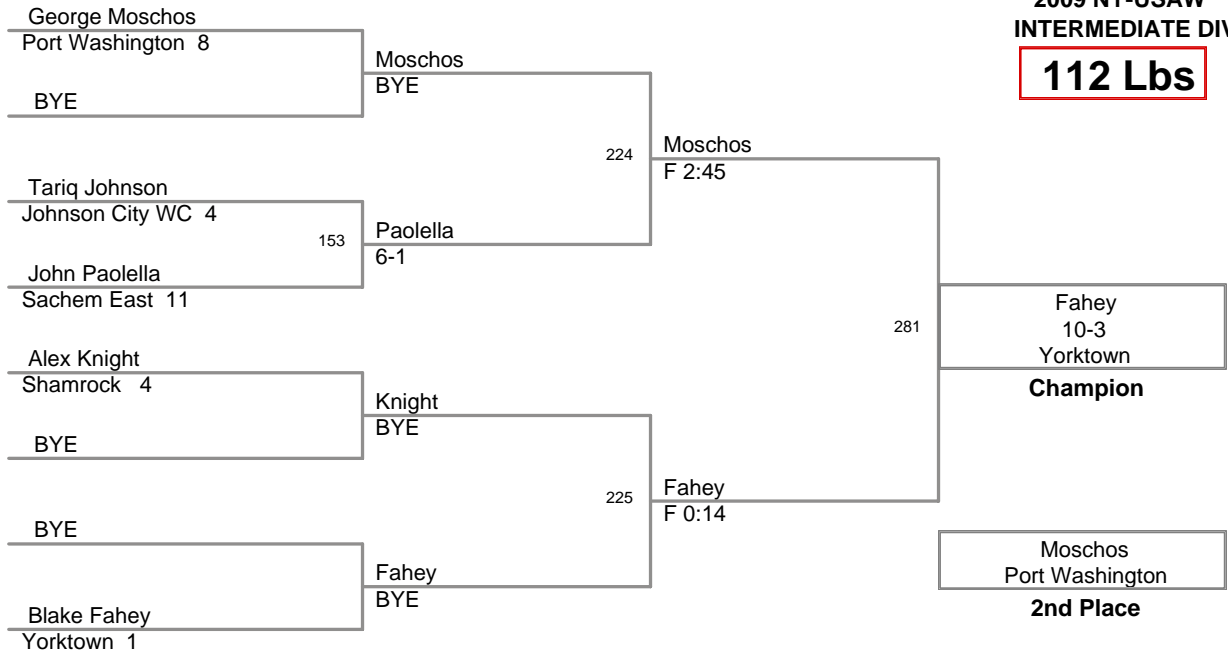 2009 NY-USAW
INTERMEDIATE DIV
112 Lbs
George Moschos
Port Washington 8
BYE
Tariq Johnson
Johnson City WC 4
153
John Paolella
Sachem East 11
Alex Knight
Shamrock 4
BYE
BYE
Blake Fahey
Yorktown 1
Moschos
BYE
224
Paolella
6-1
Knight
BYE
225
Fahey
BYE
Moschos
F 2:45
281
Fahey
F 0:14
Fahey
10-3
Yorktown
Champion
Moschos
Port Washington
2nd Place